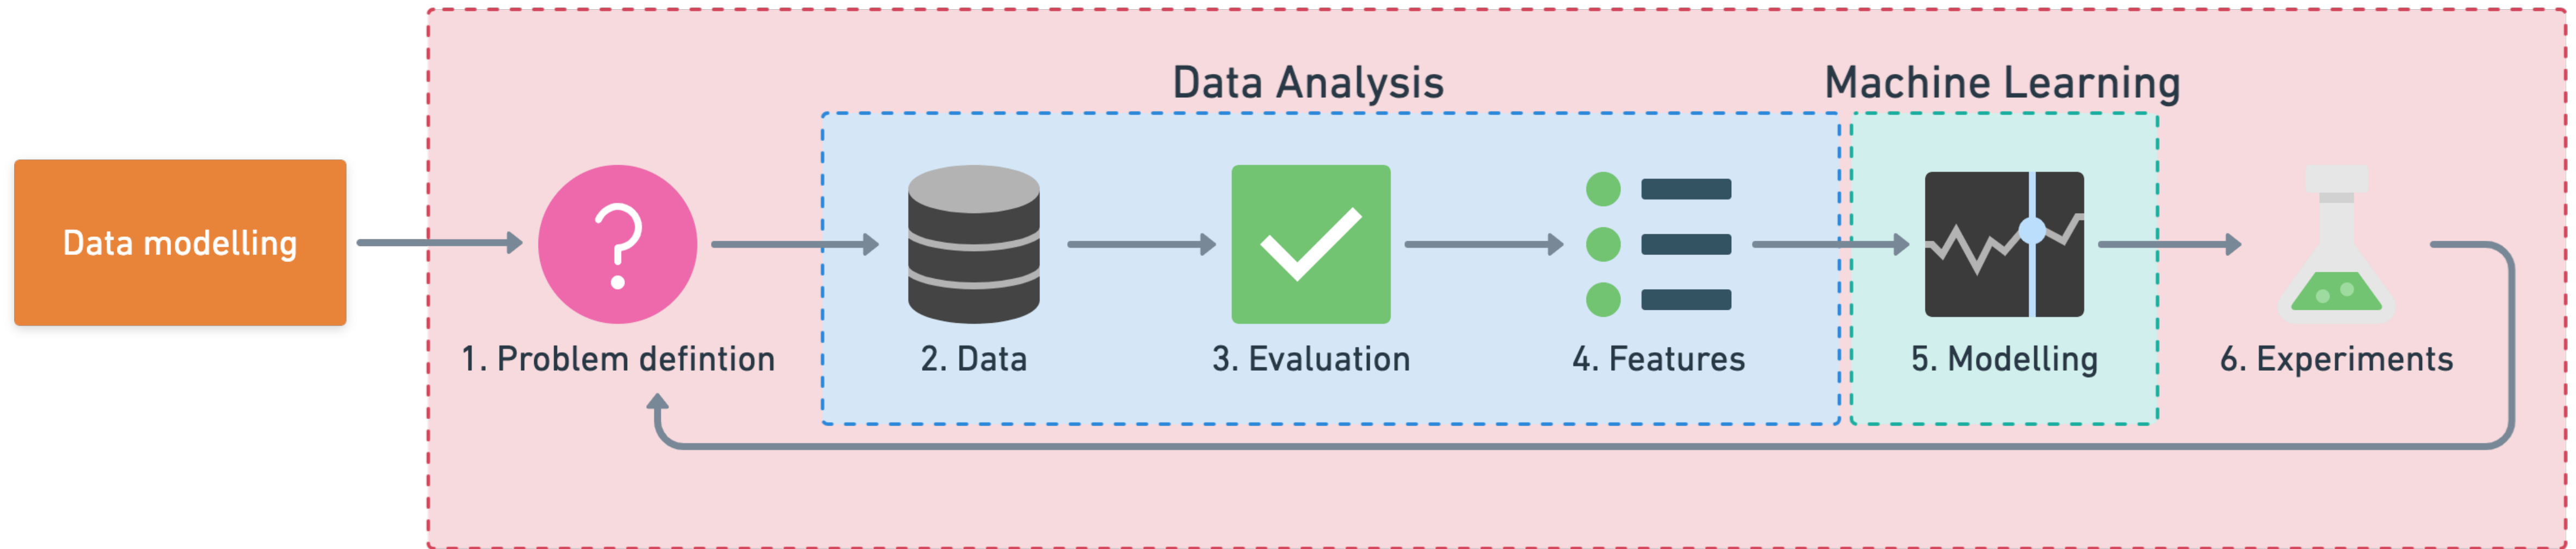 Data Analysis
Machine Learning
Data modelling
1. Problem defintion
2. Data
3. Evaluation
4. Features
5. Modelling
6. Experiments